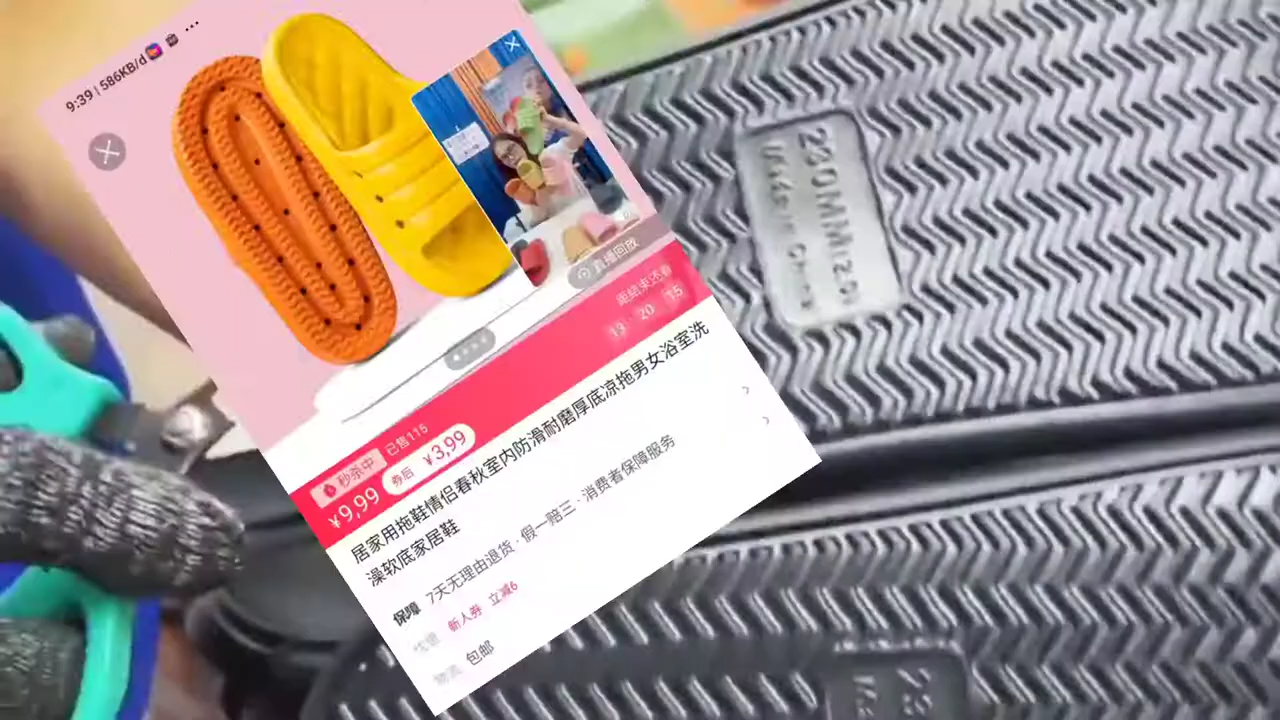 9:39 | 586KB/d
直播回放
距结束还剩
19 20 15
秒杀中 已售115
¥9,99 券后 ¥3,99
居家用拖鞋情侣春秋室内防滑耐磨厚底凉拖男女浴室洗
澡软底家居鞋
保障 7天无理由退货 · 假一赔三 · 消费者保障服务
优惠 新人券 立减6
物流 包邮
230MM(2.0)
Made in China